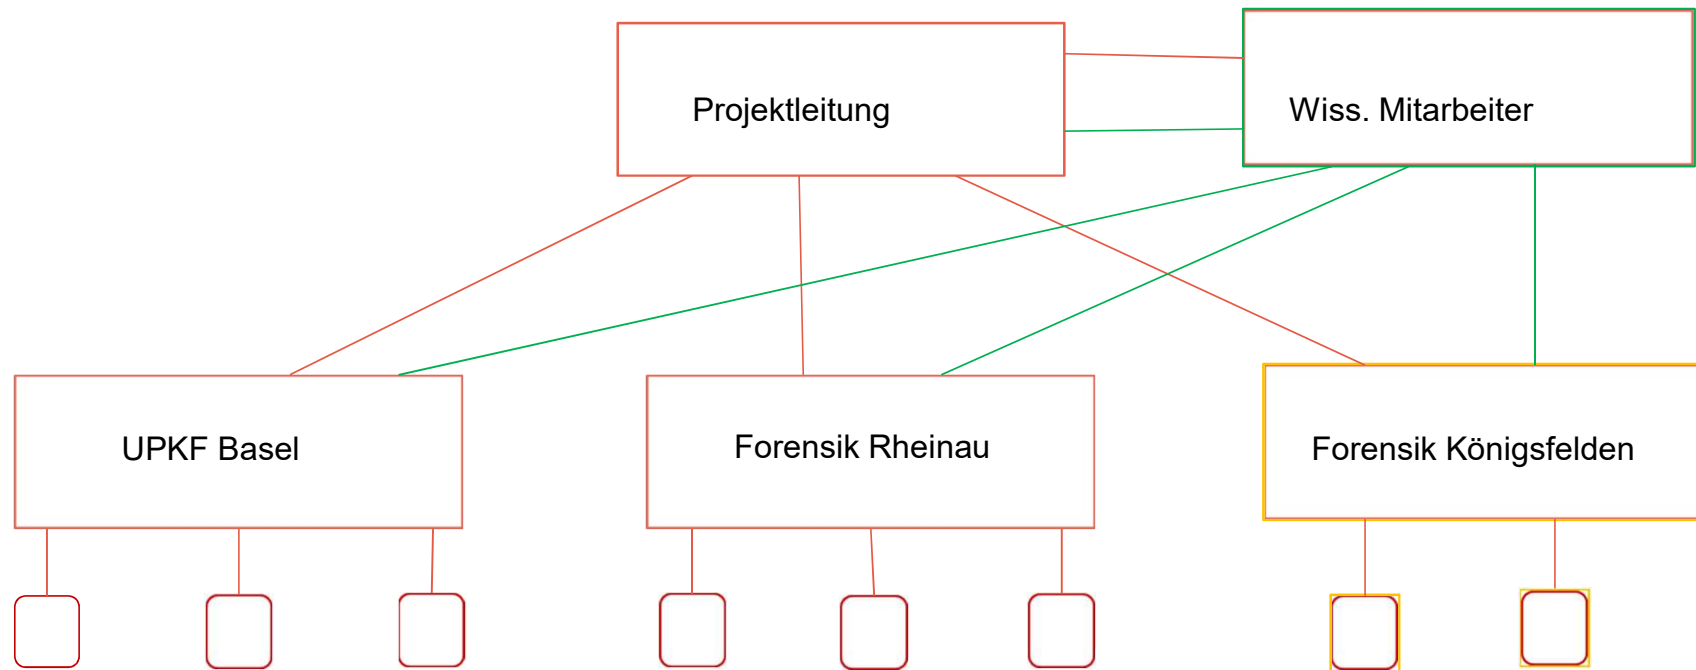 Projektleitung
Wiss. Mitarbeiter
UPKF Basel
Forensik Rheinau
Forensik Königsfelden